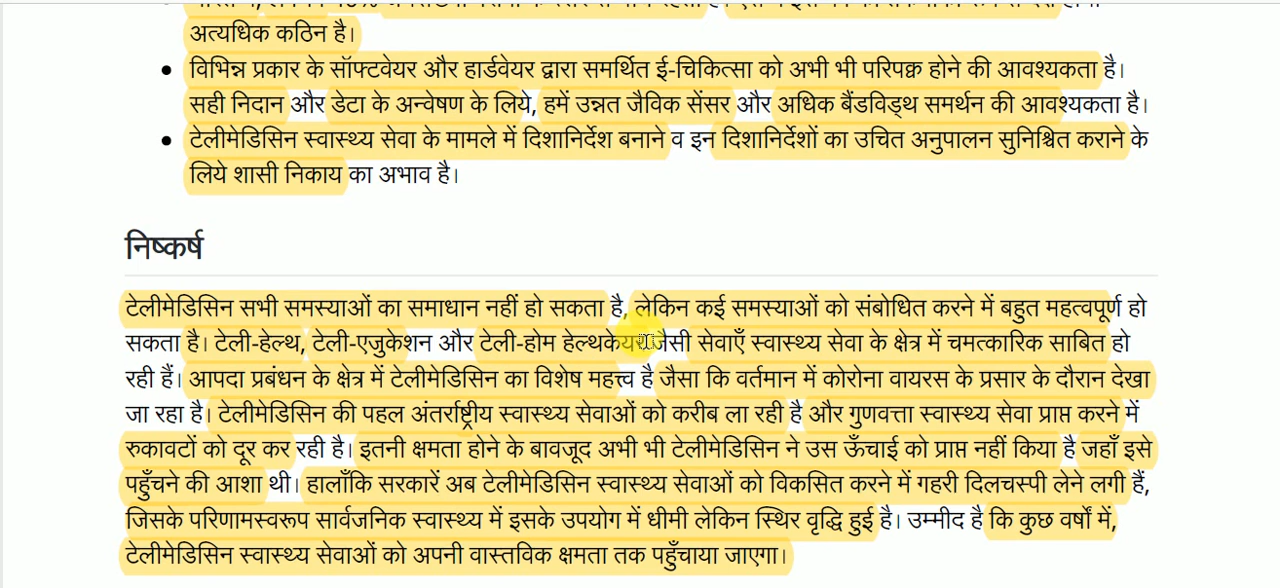 अत्यधिक कठिन है।
विभिन्न प्रकार के सॉफ्टवेयर और हार्डवेयर द्वारा समर्थित ई-चिकित्सा को अभी भी परिपक्व होने की आवश्यकता है।
सही निदान और डेटा के अन्वेषण के लिये, हमें उन्नत जैविक सेंसर और अधिक बैंडविड्थ समर्थन की आवश्यकता है।
टेलीमेडिसिन स्वास्थ्य सेवा के मामले में दिशानिर्देश बनाने व इन दिशानिर्देशों का उचित अनुपालन सुनिश्चित कराने के
लिये शासी निकाय का अभाव है।
निष्कर्ष
टेलीमेडिसिन सभी समस्याओं का समाधान नहीं हो सकता है, लेकिन कई समस्याओं को संबोधित करने में बहुत महत्वपूर्ण हो
सकता है। टेली-हेल्थ, टेली-एजुकेशन और टेली-होम हेल्थकेयर जैसी सेवाएँ स्वास्थ्य सेवा के क्षेत्र में चमत्कारिक साबित हो
रही हैं। आपदा प्रबंधन के क्षेत्र में टेलीमेडिसिन का विशेष महत्त्व है जैसा कि वर्तमान में कोरोना वायरस के प्रसार के दौरान देखा
जा रहा है। टेलीमेडिसिन की पहल अंतर्राष्ट्रीय स्वास्थ्य सेवाओं को करीब ला रही है और गुणवत्ता स्वास्थ्य सेवा प्राप्त करने में
रुकावटों को दूर कर रही है। इतनी क्षमता होने के बावजूद अभी भी टेलीमेडिसिन ने उस ऊँचाई को प्राप्त नहीं किया है जहाँ इसे
पहुँचने की आशा थी। हालाँकि सरकारें अब टेलीमेडिसिन स्वास्थ्य सेवाओं को विकसित करने में गहरी दिलचस्पी लेने लगी हैं,
जिसके परिणामस्वरूप सार्वजनिक स्वास्थ्य में इसके उपयोग में धीमी लेकिन स्थिर वृद्धि हुई है। उम्मीद है कि कुछ वर्षों में,
टेलीमेडिसिन स्वास्थ्य सेवाओं को अपनी वास्तविक क्षमता तक पहुँचाया जाएगा।